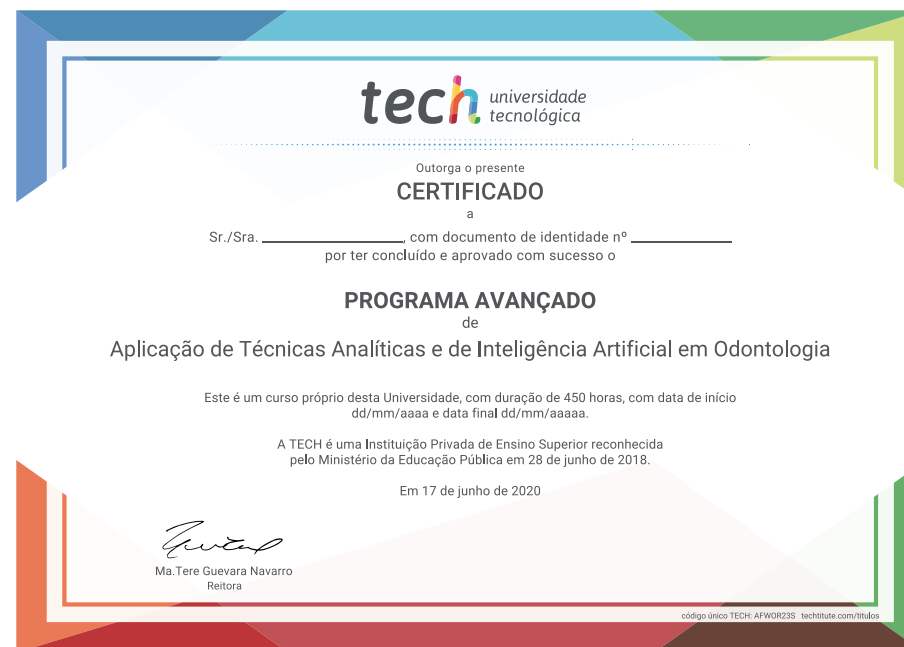 tech universidade
tecnológica
Outorga o presente
CERTIFICADO
a
Sr./Sra. , com documento de identidade nº
por ter concluído e aprovado com sucesso o
PROGRAMA AVANÇADO
de
Aplicação de Técnicas Analíticas e de Inteligência Artificial em Odontologia
Este é um curso próprio desta Universidade, com duração de 450 horas, com data de início
dd/mm/aaaa e data final dd/mm/aaaaa.
A TECH é uma Instituição Privada de Ensino Superior reconhecida
pelo Ministério da Educação Pública em 28 de junho de 2018.
Em 17 de junho de 2020
Ma.Tere Guevara Navarro
Reitora
código único TECH: AFWOR23S techtitute.com/titulos